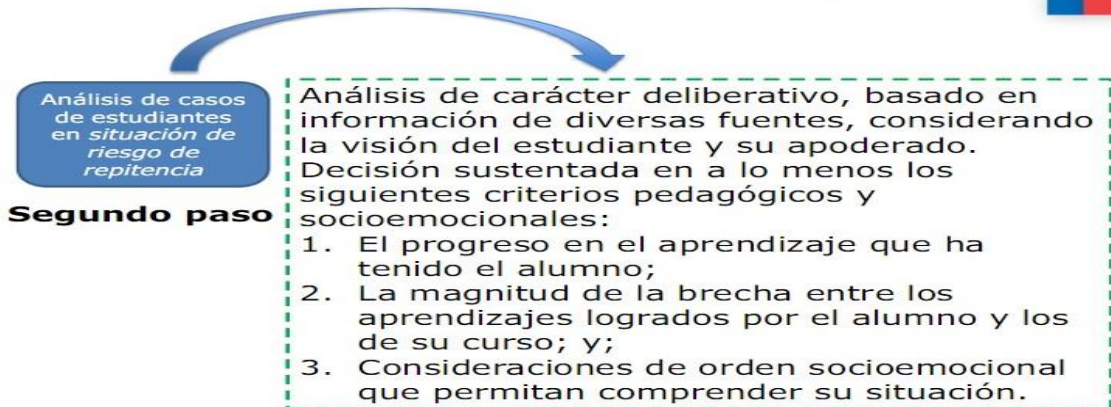 Análisis de casos
de estudiantes
en situación de
riesgo de
repitencia
Segundo paso
Análisis de carácter deliberativo, basado en
información de diversas fuentes, considerando
la visión del estudiante y su apoderado.
Decisión sustentada en a lo menos los
siguientes criterios pedagógicos y
socioemocionales:
1. El progreso en el aprendizaje que ha
tenido el alumno;
2. La magnitud de la brecha entre los
aprendizajes logrados por el alumno y los
de su curso; y;
3. Consideraciones de orden socioemocional
que permitan comprender su situación.